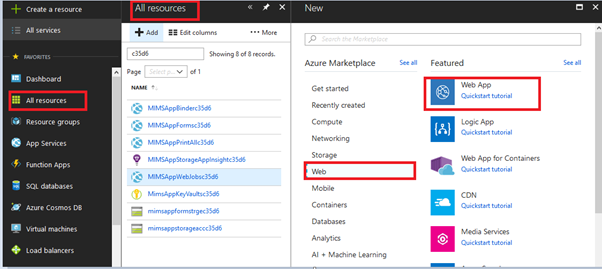 Create a resource
All services
FAVORITES
Dashboard
All resources
Resource groups
App Services
Function Apps
SQL databases
Azure Cosmos DB
Virtual machines
Load balancers
All resources
Add
Edit columns
More
c35d6
Showing 8 of 8 records.
Page
Select p...
of 1
NAME
MIMSAppBinderc35d6
MIMSAppFormsc35d6
MIMSAppPrintAllc35d6
MIMSAppStorageAppInsightc35d6
MIMSAppWebJobsc35d6
MimsAppKeyVaultsc35d6
mimsappformstrgec35d6
mimsappstorageaccc35d6
New
Search the Marketplace
Azure Marketplace
See all
Get started
Recently created
Compute
Networking
Storage
Web
Mobile
Containers
Databases
Analytics
AI + Machine Learning
Featured
See all
Web App
Quickstart tutorial
Logic App
Quickstart tutorial
Web App for Containers
Quickstart tutorial
CDN
Quickstart tutorial
Media Services
Quickstart tutorial